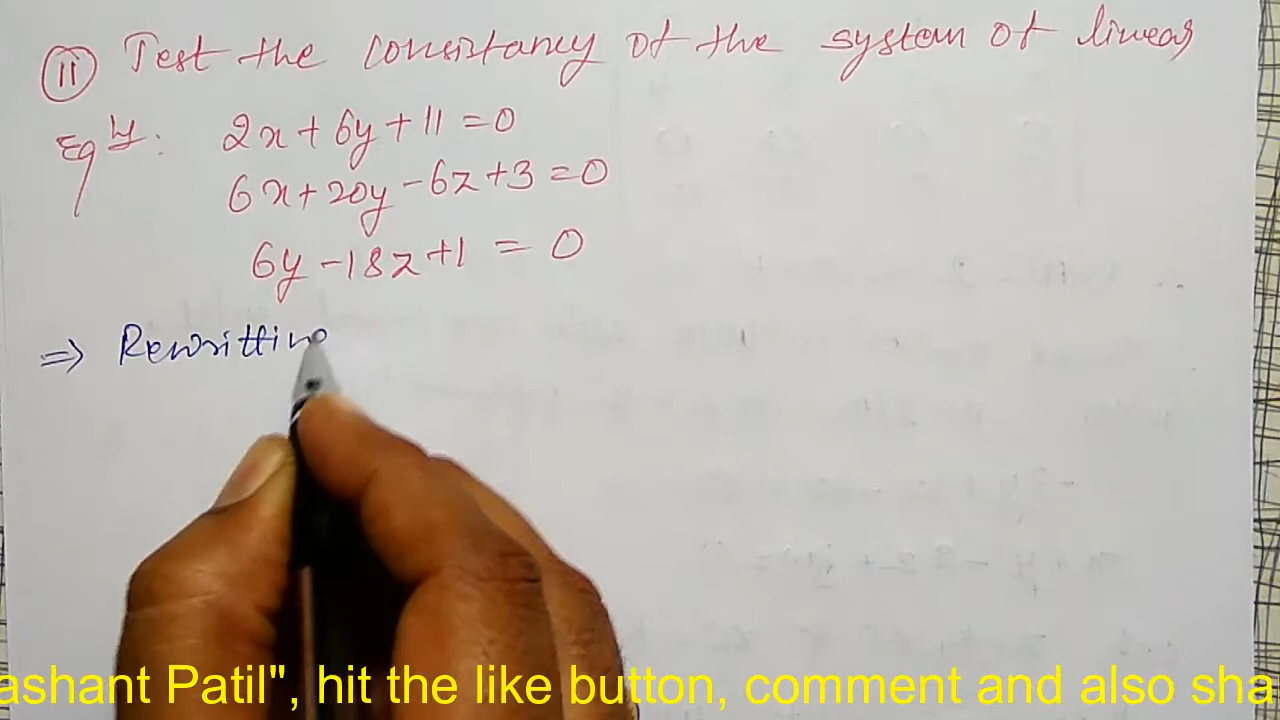 (ii) Test the consistancy of the system of linear
Eqⁿ:
2x + 6y + 11 = 0
6x + 20y - 6z + 3 = 0
6y - 18z + 1 = 0
⇒ Rewritting
ashant Patil", hit the like button, comment and also sha